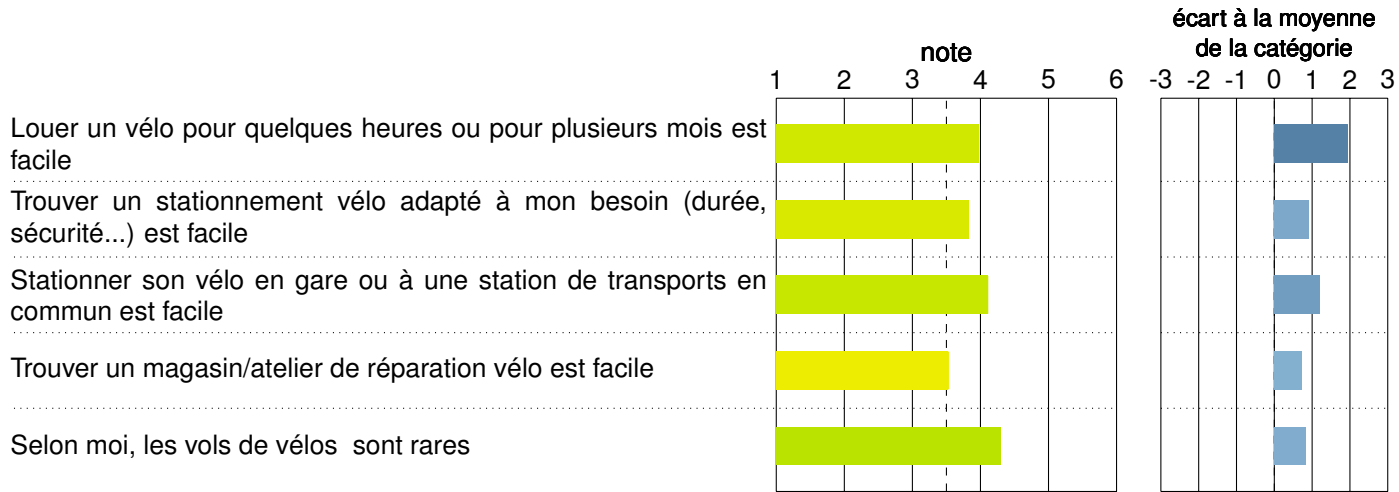 écart à la moyenne
note de la catégorie
1 2 3 4 5 6 -3 -2 -1 0 1 2 3
Louer un vélo pour quelques heures ou pour plusieurs mois est
facile
Trouver un stationnement vélo adapté à mon besoin (durée,
sécurité...) est facile
Stationner son vélo en gare ou à une station de transports en
commun est facile
Trouver un magasin/atelier de réparation vélo est facile
Selon moi, les vols de vélos  sont rares